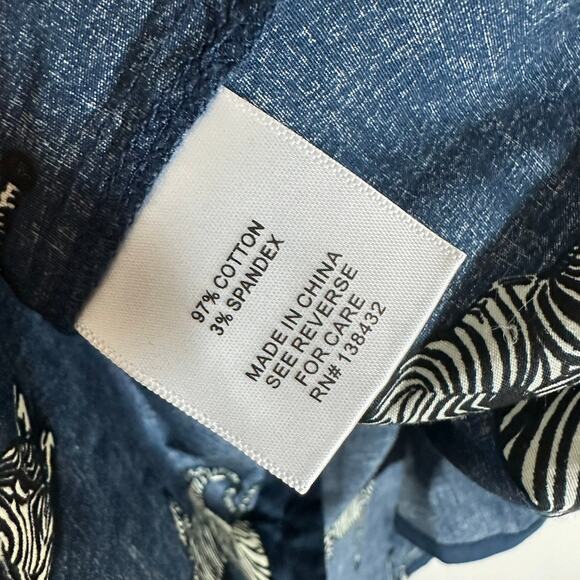 97% COTTON
3% SPANDEX
MADE IN CHINA
SEE REVERSE
FOR CARE
RN# 138432